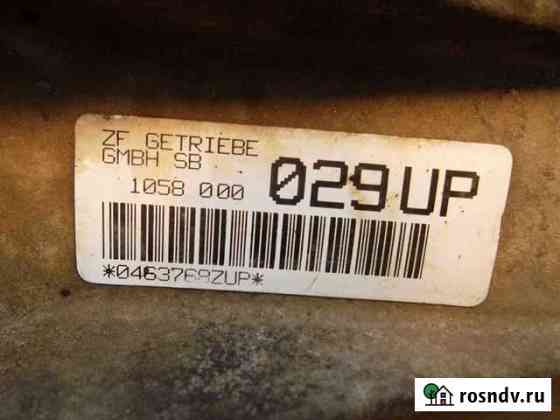 ZF GETRIEBE
GMBH SB
1058 000 029 UP
*0463768ZUP*
rosndv.ru